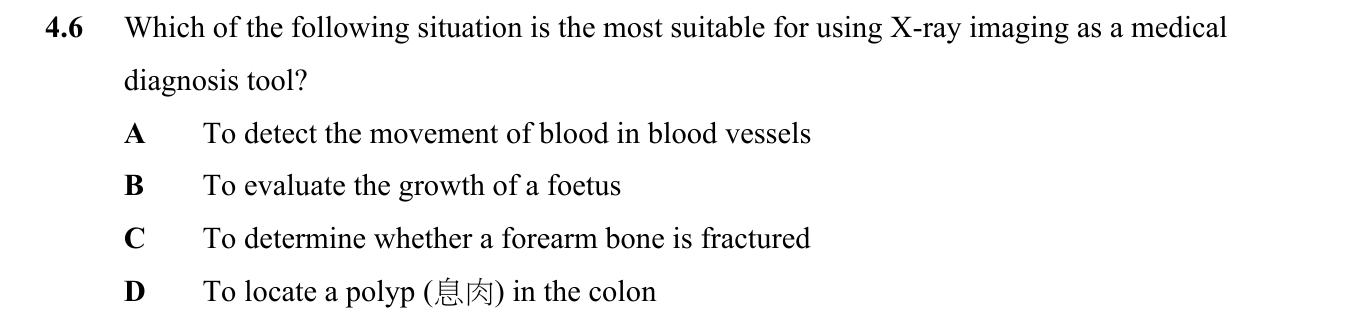 4.6 Which of the following situation is the most suitable for using X-ray imaging as a medical
diagnosis tool?
A To detect the movement of blood in blood vessels
B To evaluate the growth of a foetus
C To determine whether a forearm bone is fractured
D To locate a polyp (息肉) in the colon